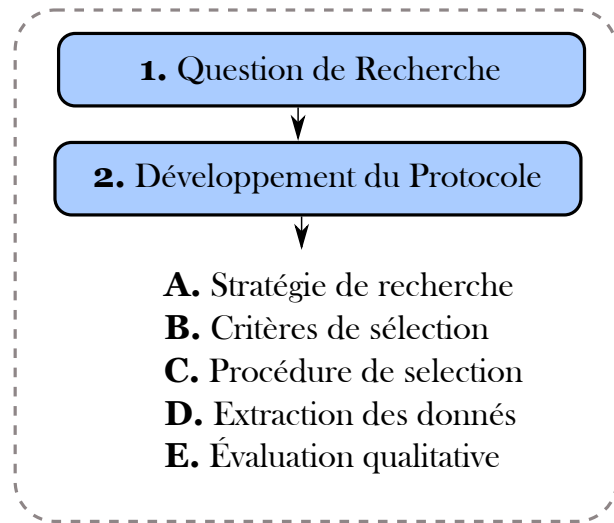 1. Question de Recherche
2. Développement du Protocole
A. Stratégie de recherche
B. Critères de sélection
C. Procédure de selection
D. Extraction des donnés
E. Évaluation qualitative